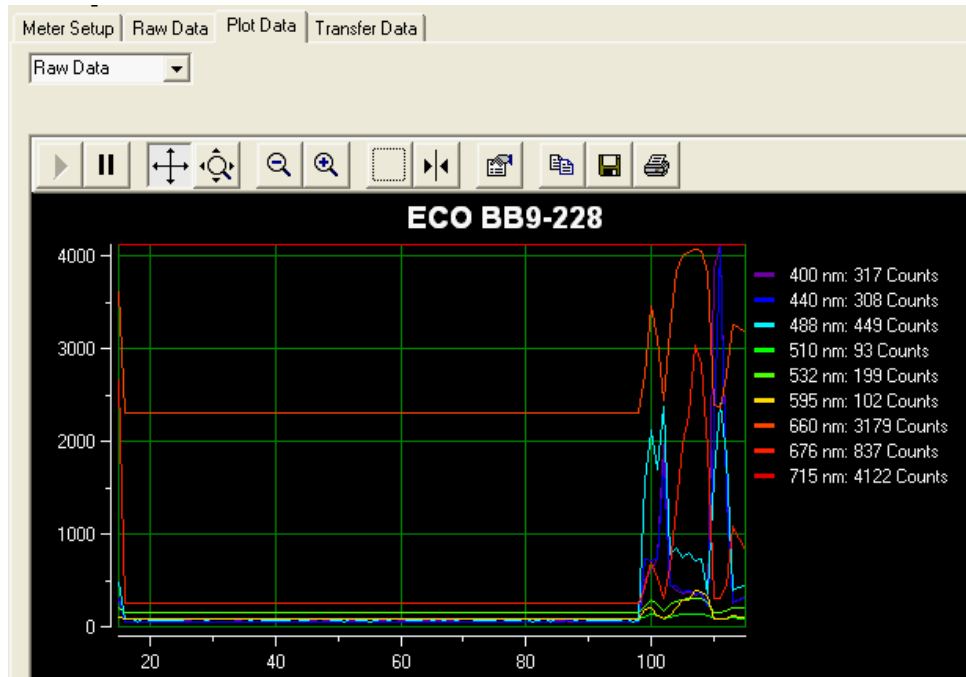 Meter Setup Raw Data Plot Data Transfer Data
Raw Data
ECO BB9-228
4000
3000
2000
1000
0
20 40 60 80 100
400 nm: 317 Counts
440 nm: 308 Counts
488 nm: 449 Counts
510 nm: 93 Counts
532 nm: 199 Counts
595 nm: 102 Counts
660 nm: 3179 Counts
676 nm: 837 Counts
715 nm: 4122 Counts